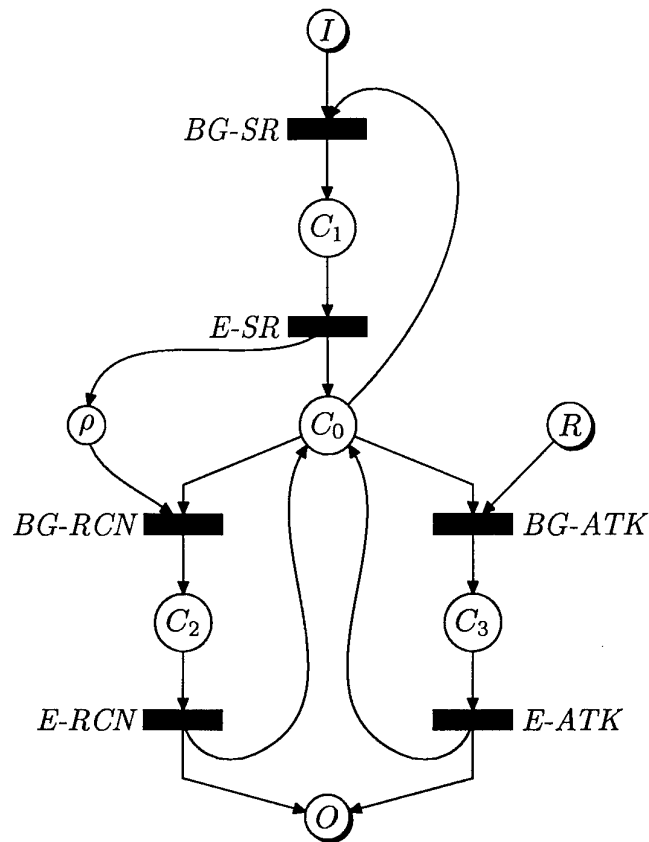 I
BG-SR
C₁
E-SR
ρ
C₀
R
BG-RCN
BG-ATK
C₂
C₃
E-RCN
E-ATK
O